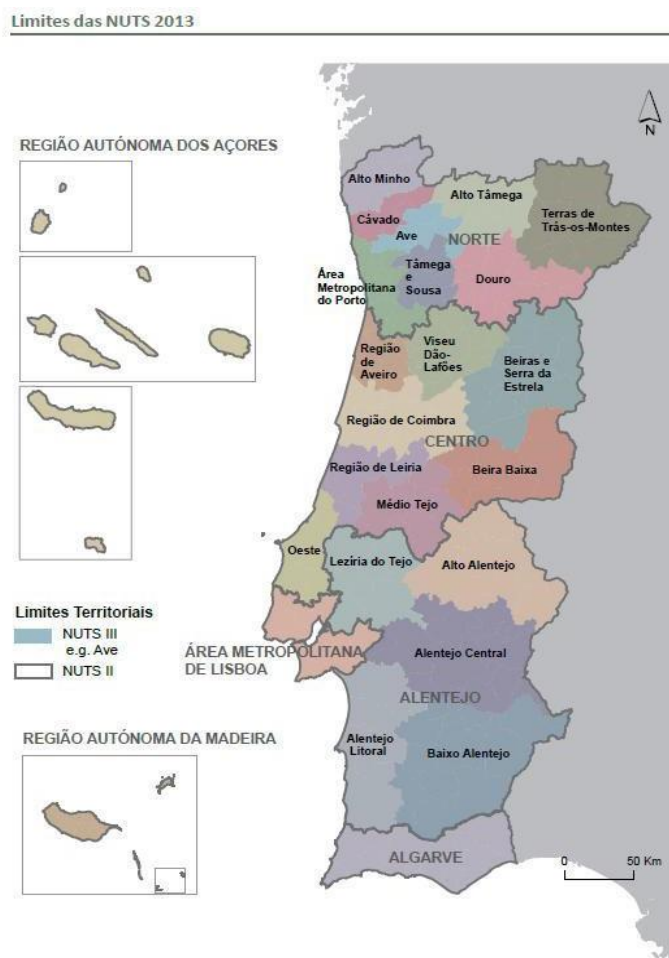 Limites das NUTS 2013
N
REGIÃO AUTÓNOMA DOS AÇORES
Alto Minho
Alto Tâmega
Terras de
Trás-os-Montes
Cávado
Ave
NORTE
Área
Metropolitana
do Porto
Tâmega
e
Sousa
Douro
Região
de
Aveiro
Viseu
Dão-
Lafões
Beiras e
Serra da
Estrela
Região de Coimbra
CENTRO
Região de Leiria
Beira Baixa
Médio Tejo
Oeste
Lezíria do Tejo
Alto Alentejo
Limites Territoriais
NUTS III
e.g. Ave
NUTS II
ÁREA METROPOLITANA
DE LISBOA
Alentejo Central
ALENTEJO
REGIÃO AUTÓNOMA DA MADEIRA
Alentejo
Litoral
Baixo Alentejo
ALGARVE
0 50 Km